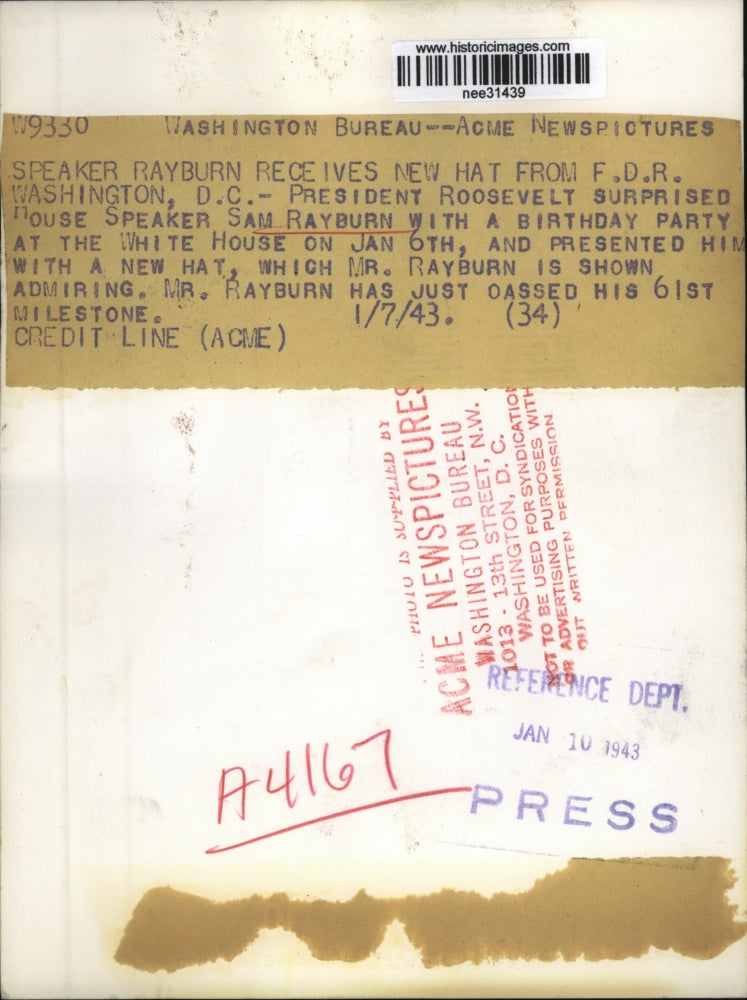 www.historicimages.com
nee31439
W9330 WASHINGTON BUREAU--ACME NEWSPICTURES
SPEAKER RAYBURN RECEIVES NEW HAT FROM F.D.R.
WASHINGTON, D.C.- PRESIDENT ROOSEVELT SURPRISED
HOUSE SPEAKER SAM RAYBURN WITH A BIRTHDAY PARTY
AT THE WHITE HOUSE ON JAN 6TH, AND PRESENTED HIM
WITH A NEW HAT, WHICH MR. RAYBURN IS SHOWN
ADMIRING. MR. RAYBURN HAS JUST OASSED HIS 61ST
MILESTONE. 1/7/43. (34)
CREDIT LINE (ACME)
PHOTO IS SUPPLIED BY
ACME NEWSPICTURES
WASHINGTON BUREAU
1013 - 13th STREET, N.W.
WASHINGTON, D. C.
WASHINGTON FOR SYNDICATION
NOT TO BE USED
OR ADVERTISING PURPOSES WITH
OUT WRITTEN PERMISSION.
REFERENCE DEPT.
JAN 10 1943
PRESS
A4167